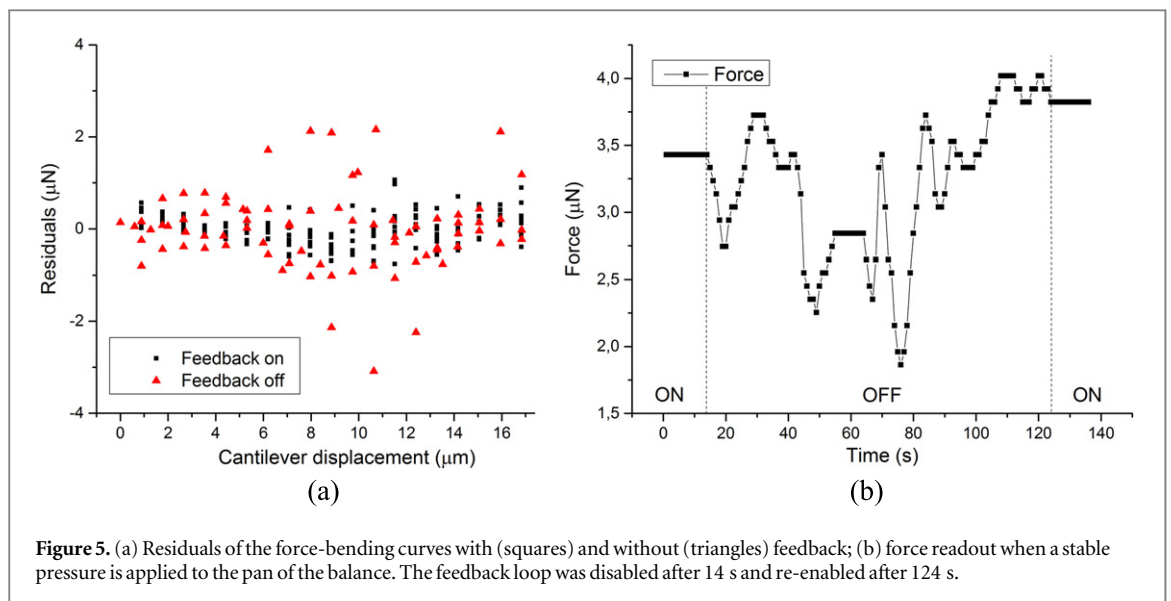 4
2
0
-2
-4
Residuals (μN)
Feedback on
Feedback off
0 2 4 6 8 10 12 14 16
Cantilever displacement (μm)
(a)
4,0
3,5
3,0
2,5
2,0
1,5
Force (μN)
Force
ON OFF ON
0 20 40 60 80 100 120 140
Time (s)
(b)
Figure 5. (a) Residuals of the force-bending curves with (squares) and without (triangles) feedback; (b) force readout when a stable
pressure is applied to the pan of the balance. The feedback loop was disabled after 14 s and re-enabled after 124 s.